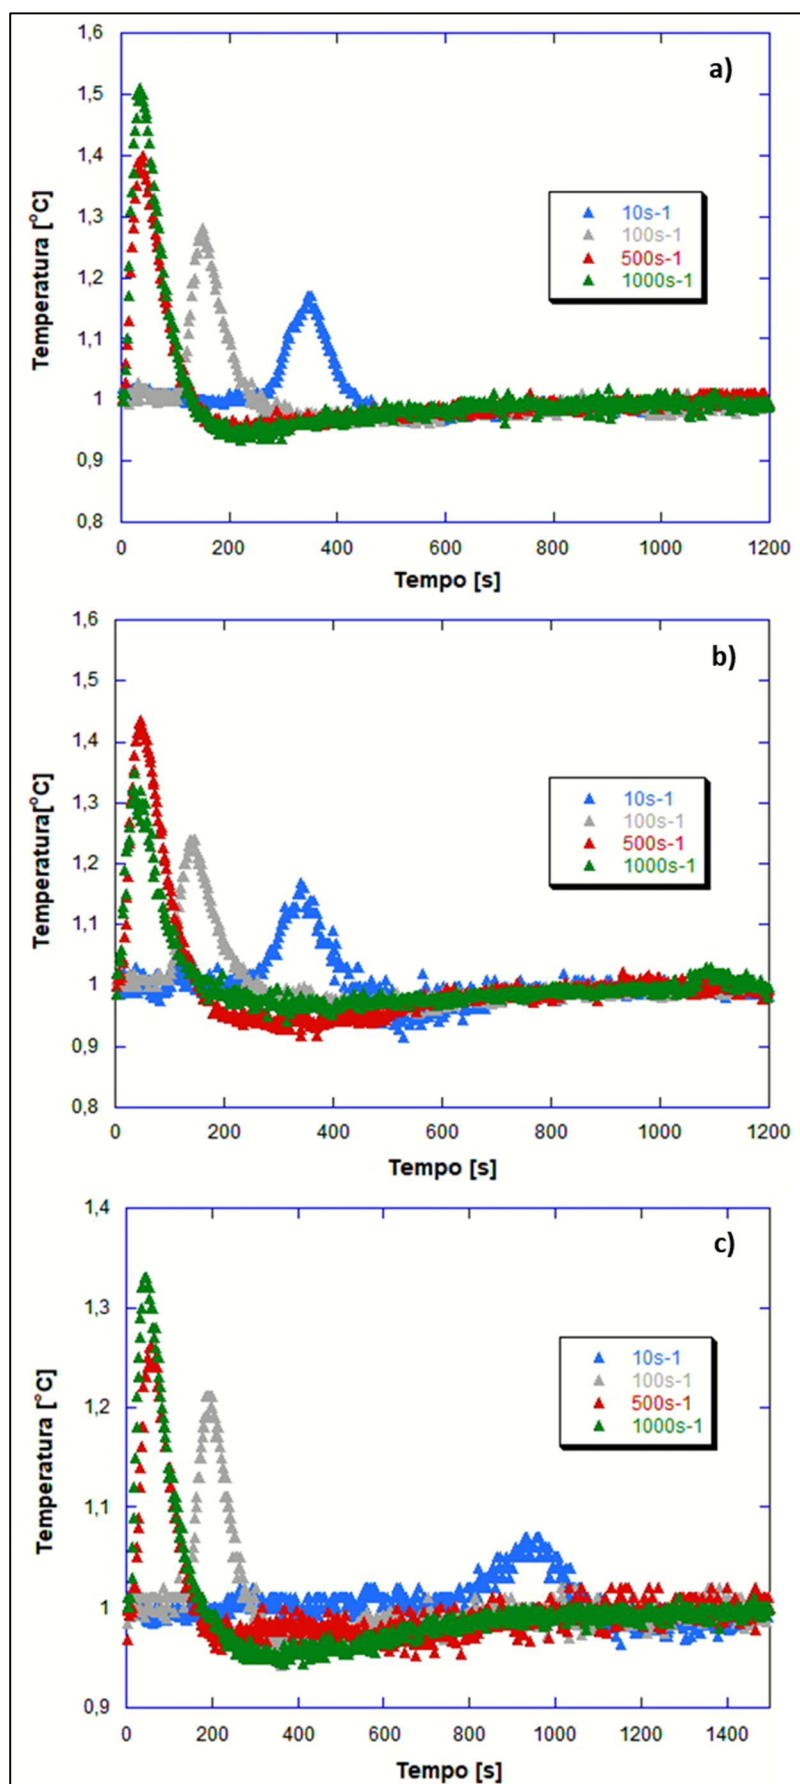 a)
1,6
1,5
1,4
1,3
1,2
1,1
1
0,9
0,8
Temperatura [°C]
10s-1
100s-1
500s-1
1000s-1
0 200 400 600 800 1000 1200
Tempo [s]
b)
1,6
1,5
1,4
1,3
1,2
1,1
1
0,9
0,8
Temperatura[°C]
10s-1
100s-1
500s-1
1000s-1
0 200 400 600 800 1000 1200
Tempo [s]
c)
1,4
1,3
1,2
1,1
1
0,9
Temperatura [°C]
10s-1
100s-1
500s-1
1000s-1
0 200 400 600 800 1000 1200 1400
Tempo [s]